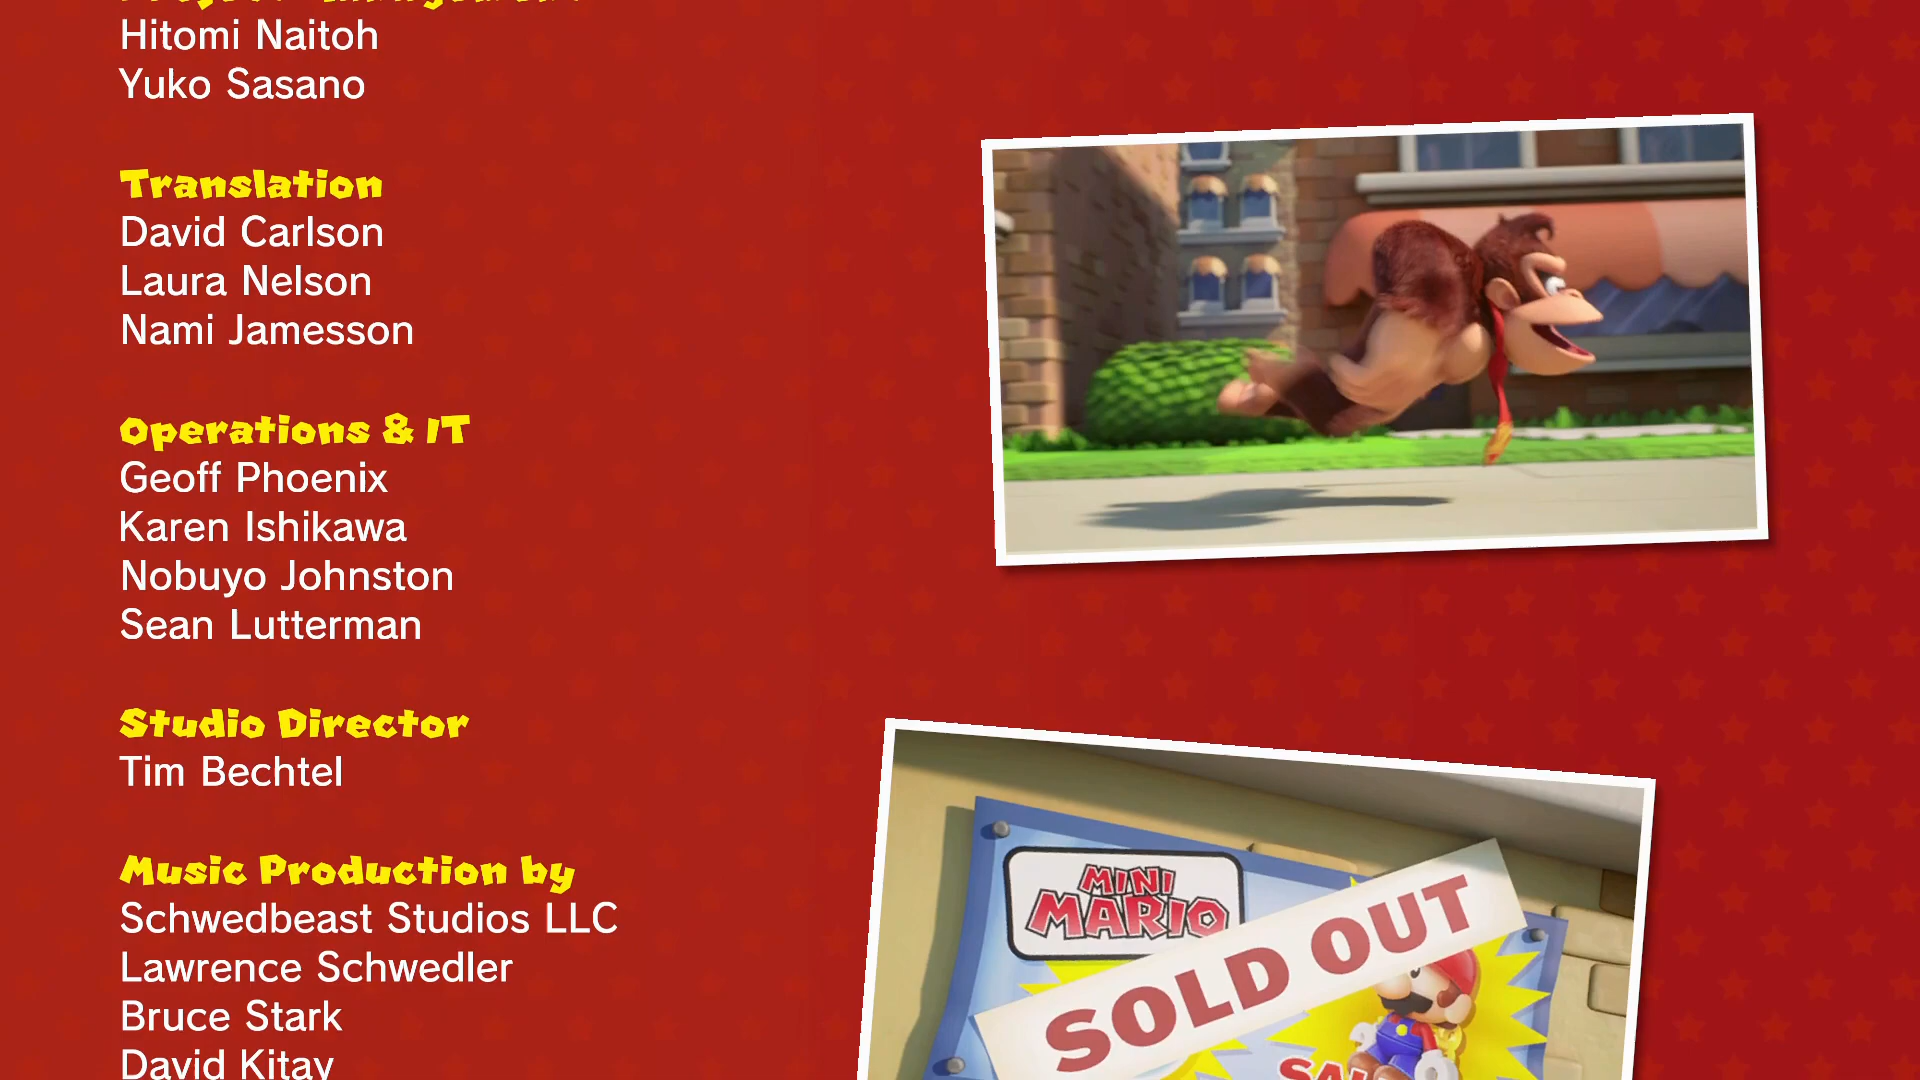 Project Management
Hitomi Naitoh
Yuko Sasano
Translation
David Carlson
Laura Nelson
Nami Jamesson
Operations & IT
Geoff Phoenix
Karen Ishikawa
Nobuyo Johnston
Sean Lutterman
Studio Director
Tim Bechtel
Music Production by
Schwedbeast Studios LLC
Lawrence Schwedler
Bruce Stark
David Kitay
MINI
MARIO
SOLD OUT